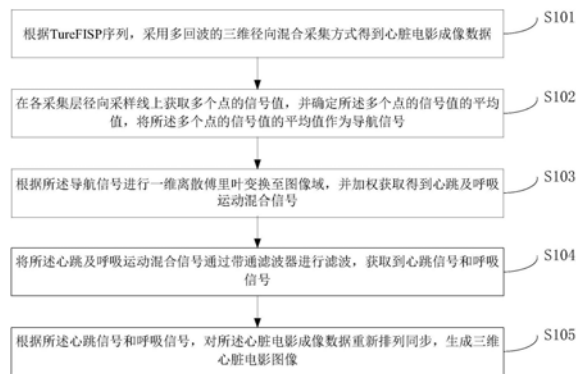 根据TureFISP序列，采用多回波的三维径向混合采集方式得到心脏电影成像数据
S101
在各采集层径向采样线上获取多个点的信号值，并确定所述多个点的信号值的平均
值，将所述多个点的信号值的平均值作为导航信号
S102
根据所述导航信号进行一维离散傅里叶变换至图像域，并加权获取得到心跳及呼吸
运动混合信号
S103
将所述心跳及呼吸运动混合信号通过带通滤波器进行滤波，获取到心跳信号和呼吸
信号
S104
根据所述心跳信号和呼吸信号，对所述心脏电影成像数据重新排列同步，生成三维
心脏电影图像
S105